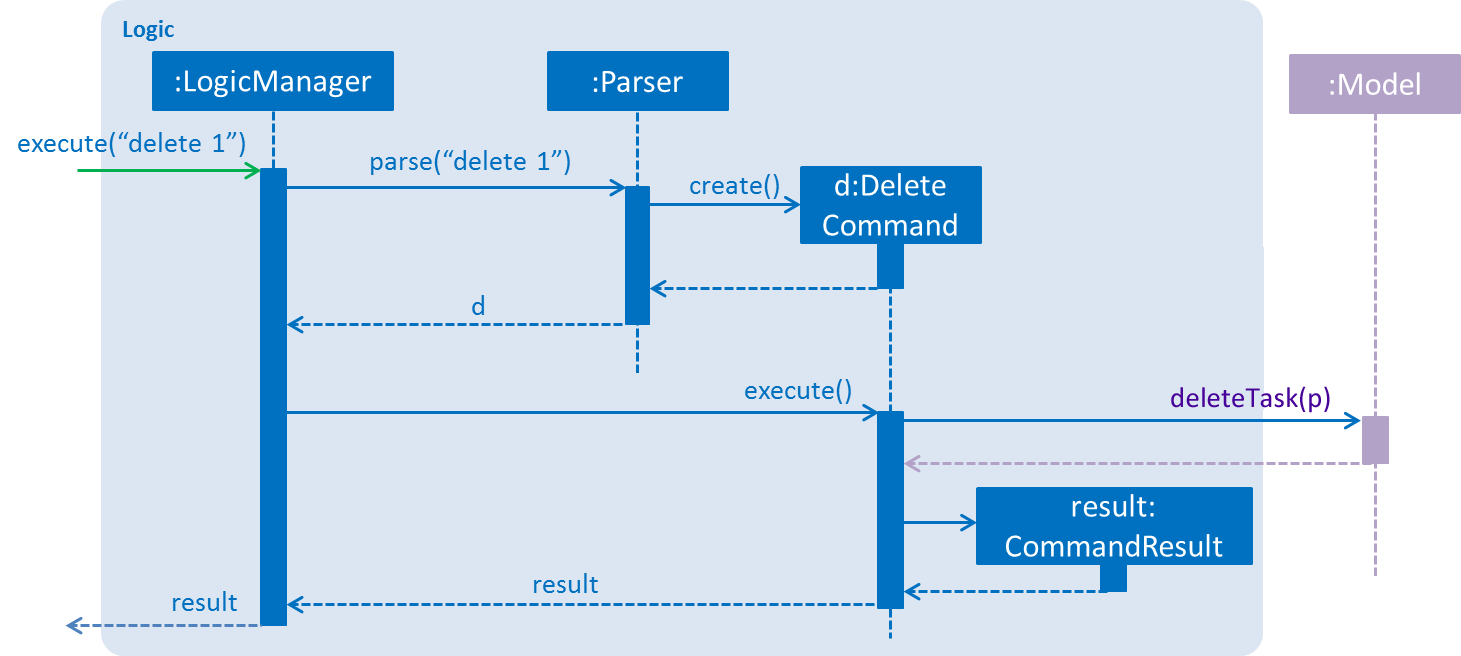 Logic
:LogicManager
:Parser
:Model
execute(“delete 1”)
parse(“delete 1”)
create()
d:Delete
Command
d
execute()
deleteTask(p)
result:
CommandResult
result
result